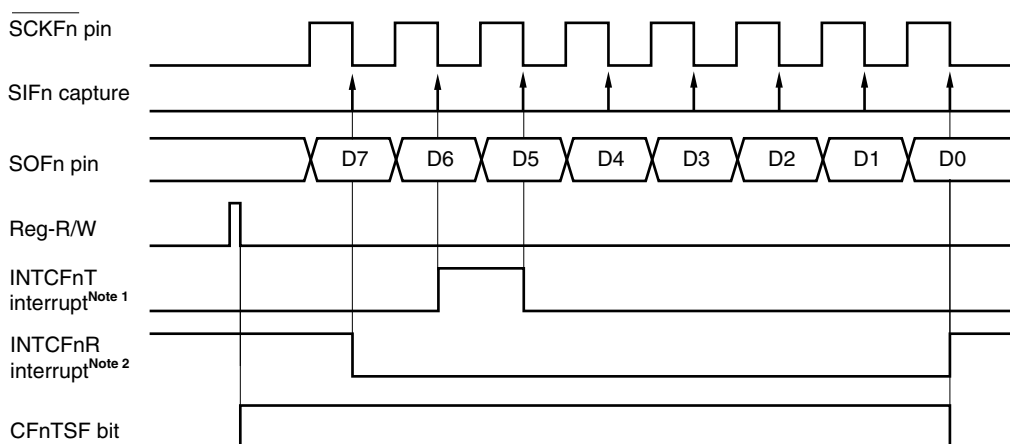 SCKFn pin
SIFn capture
SOFn pin D7 D6 D5 D4 D3 D2 D1 D0
Reg-R/W
INTCFnT
interruptNote 1
INTCFnR
interruptNote 2
CFnTSF bit